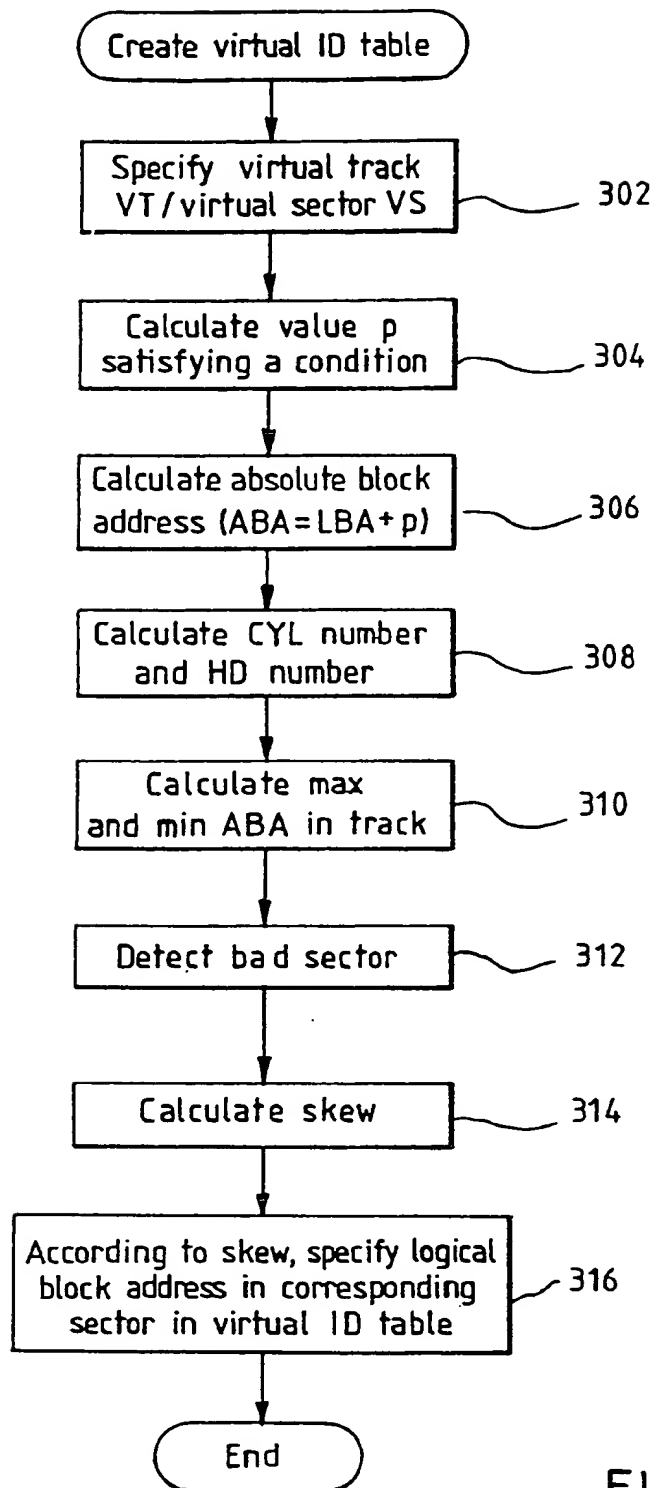 Create virtual ID table
Specify virtual track
VT/virtual sector VS
302
Calculate value p
satisfying a condition
304
Calculate absolute block
address (ABA=LBA+p)
306
Calculate CYL number
and HD number
308
Calculate max
and min ABA in track
310
Detect bad sector
312
Calculate skew
314
According to skew, specify logical
block address in corresponding
sector in virtual ID table
316
End